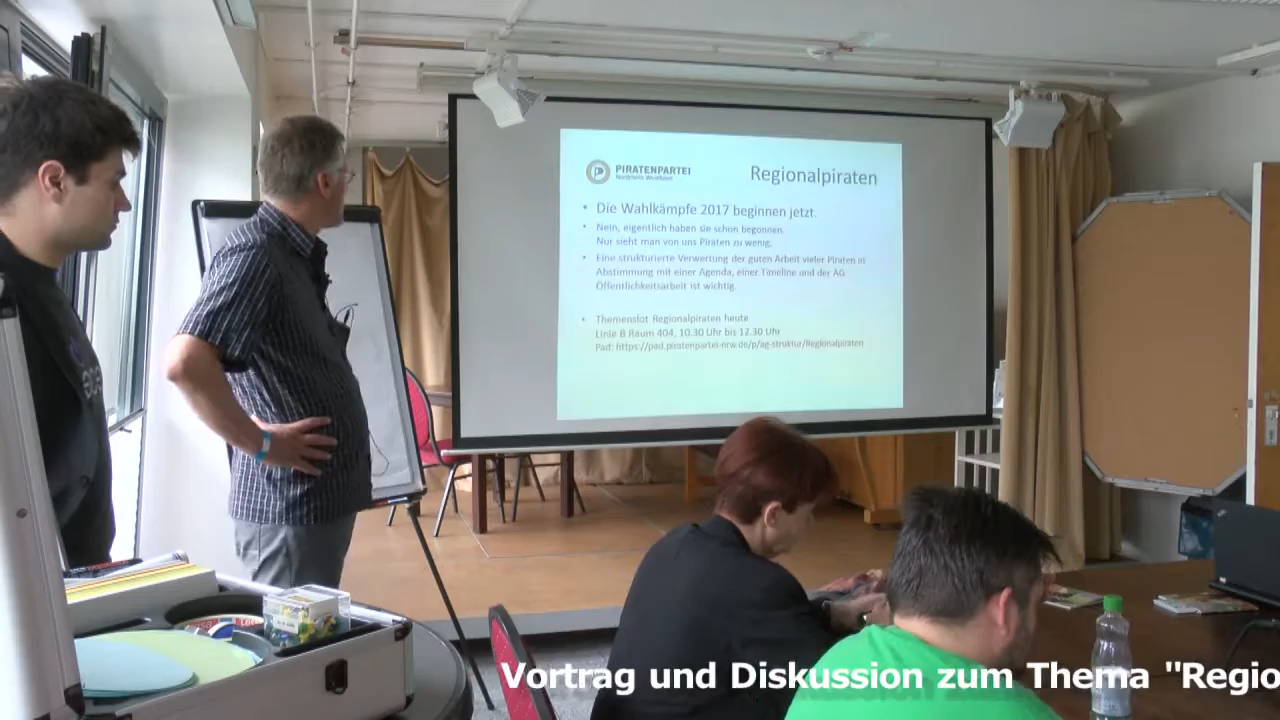 PIRATENPARTEI
Nordrhein-Westfalen
Regionalpiraten
• Die Wahlkämpfe 2017 beginnen jetzt.
• Nein, eigentlich haben sie schon begonnen.
Nur sieht man von uns Piraten zu wenig.
• Eine strukturierte Verwertung der guten Arbeit vieler Piraten in
Abstimmung mit einer Agenda, einer Timeline und der AG
Öffentlichkeitsarbeit ist wichtig.
• Themenslot Regionalpiraten heute
Linie B Raum 404, 10.30 Uhr bis 12.30 Uhr
Pad: https://pad.piratenpartei-nrw.de/p/ag-struktur/Regionalpiraten
Vortrag und Diskussion zum Thema "Regio